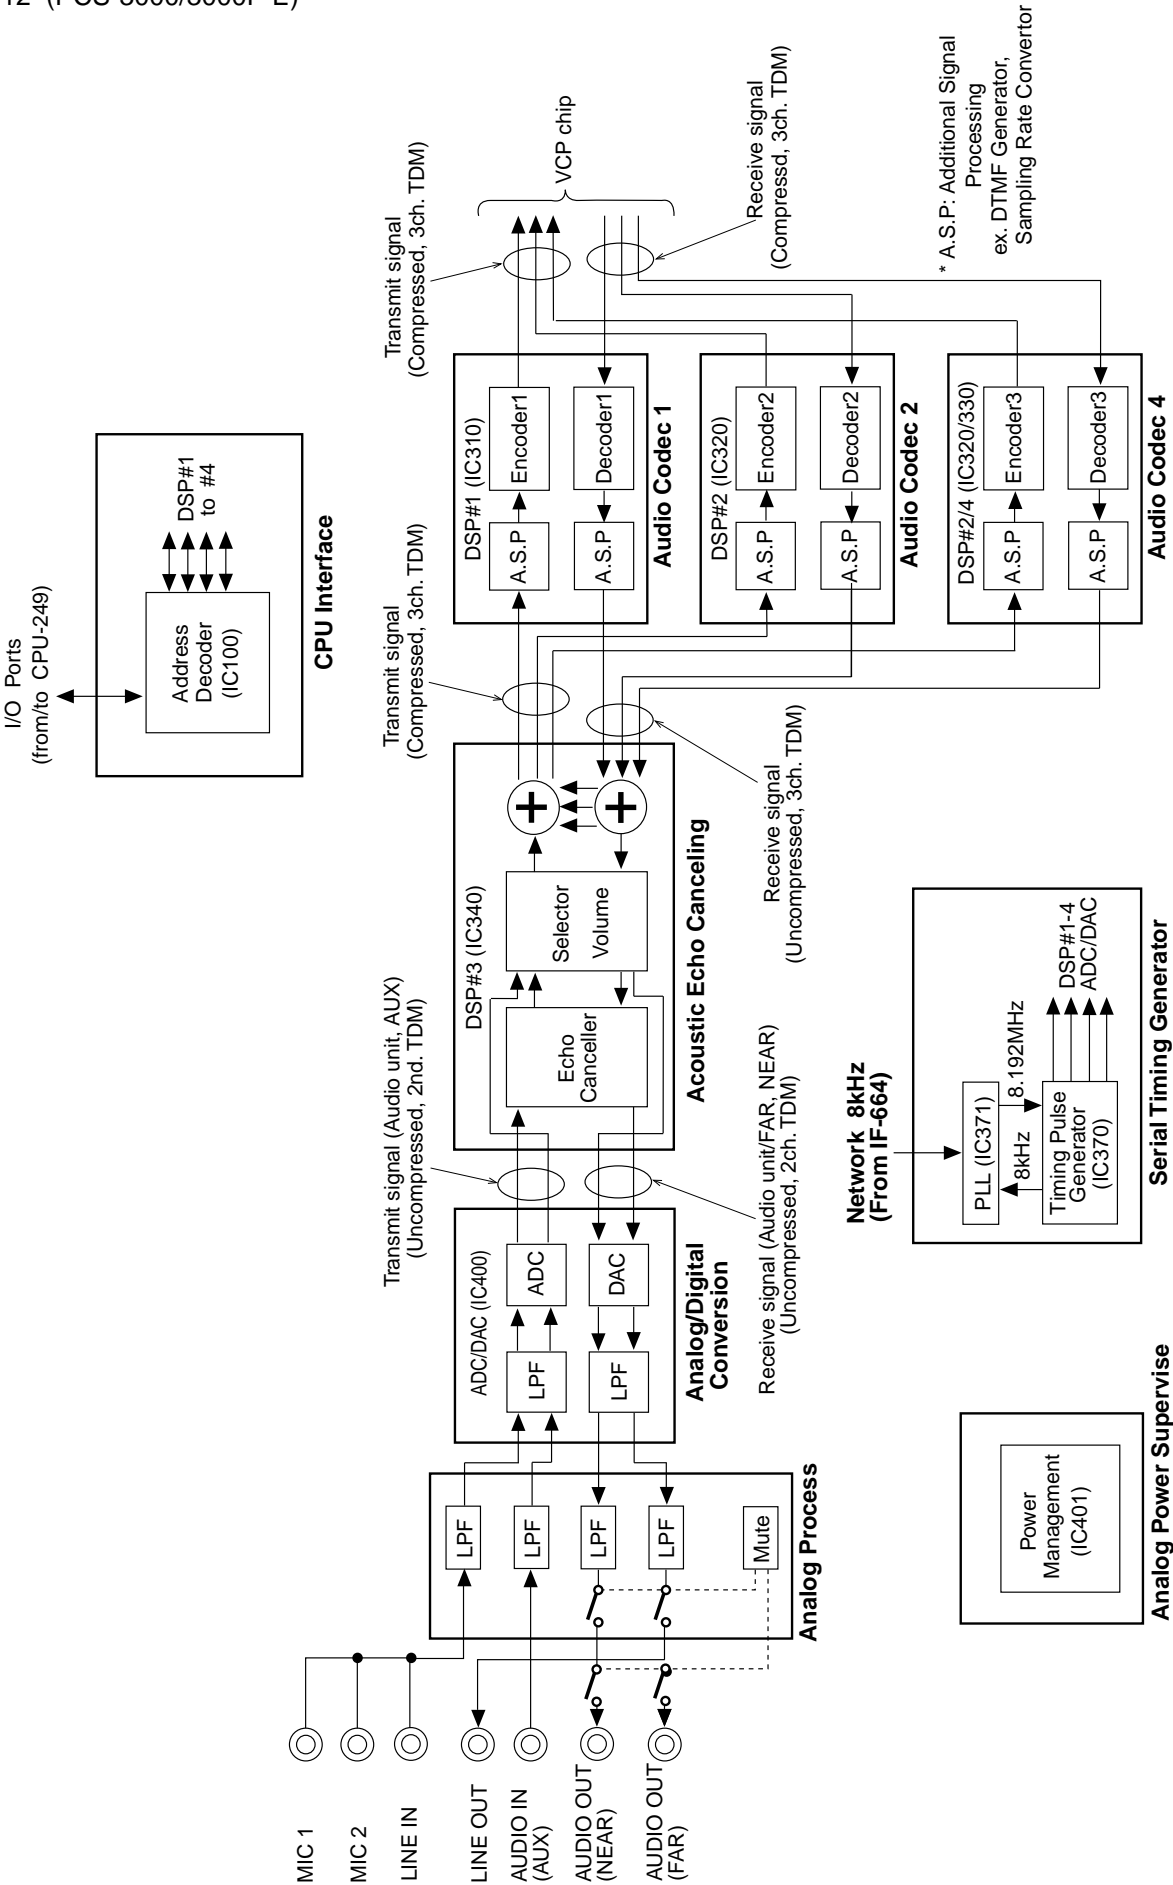 12 (PCS-5000/5000P E)
I/O Ports
(from/to CPU-249)
Address
Decoder
(IC100)
DSP#1
to #4
CPU Interface
MIC 1
MIC 2
LINE IN
LINE OUT
AUDIO IN
(AUX)
AUDIO OUT
(NEAR)
AUDIO OUT
(FAR)
LPF
LPF
LPF
LPF
Mute
Analog Process
ADC/DAC (IC400)
LPF
ADC
LPF
DAC
Analog/Digital
Conversion
Transmit signal (Audio unit, AUX)
(Uncompressed, 2nd. TDM)
Receive signal (Audio unit/FAR, NEAR)
(Uncompressed, 2ch. TDM)
DSP#3 (IC340)
Echo
Canceller
Selector
Volume
+
+
Acoustic Echo Canceling
Transmit signal
(Compressed, 3ch. TDM)
Receive signal
(Uncompressed, 3ch. TDM)
DSP#1 (IC310)
A.S.P
Encoder1
A.S.P
Decoder1
Audio Codec 1
DSP#2 (IC320)
A.S.P
Encoder2
A.S.P
Decoder2
Audio Codec 2
DSP#2/4 (IC320/330)
A.S.P
Encoder3
A.S.P
Decoder3
Audio Codec 4
Transmit signal
(Compressed, 3ch. TDM)
VCP chip
Receive signal
(Compressd, 3ch. TDM)
* A.S.P: Additional Signal
Processing
ex. DTMF Generator,
Sampling Rate Convertor
Network 8kHz
(From IF-664)
PLL (IC371)
8kHz
8.192MHz
Timing Pulse
Generator
(IC370)
DSP#1-4
ADC/DAC
Serial Timing Generator
Power
Management
(IC401)
Analog Power Supervise